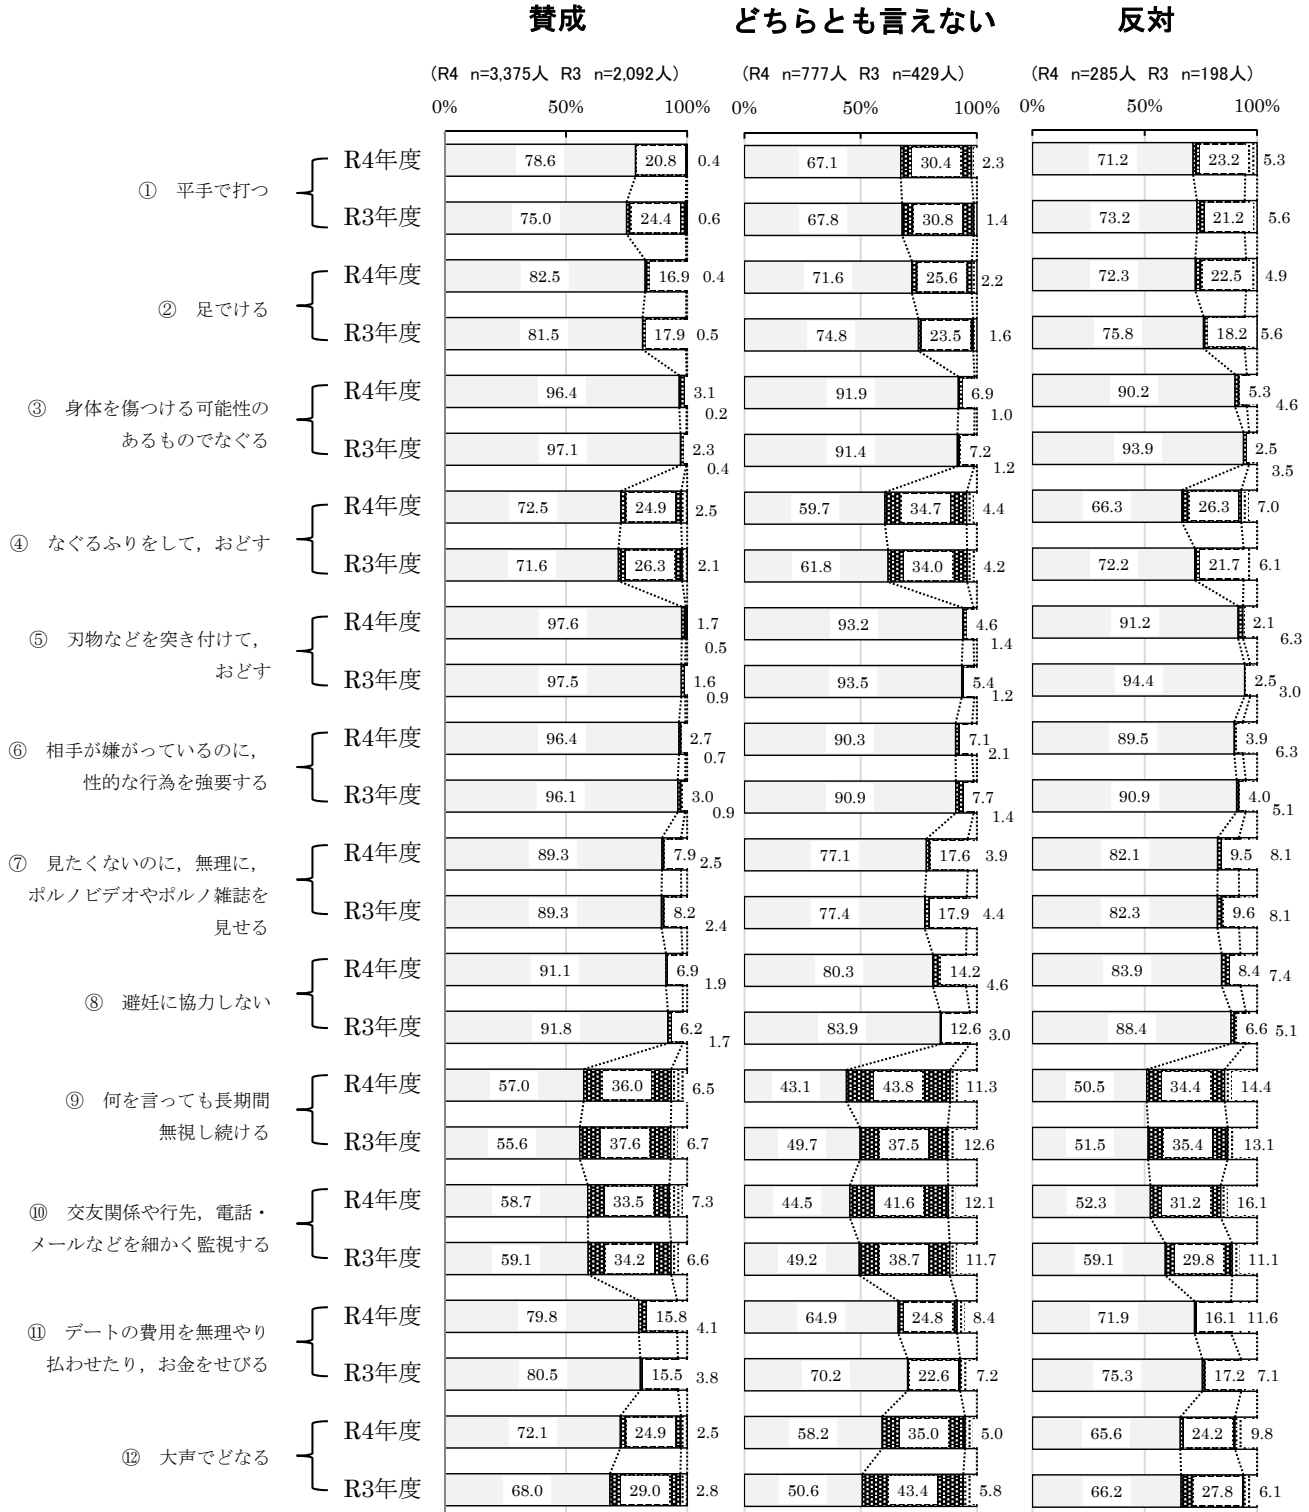 賛成 どちらとも言えない 反対
(R4 n=3,375人 R3 n=2,092人) (R4 n=777人 R3 n=429人) (R4 n=285人 R3 n=198人)
0% 50% 100% 0% 50% 100% 0% 50% 100%
① 平手で打つ
R4年度 78.6 20.8 0.4 67.1 30.4 2.3 71.2 23.2 5.3
R3年度 75.0 24.4 0.6 67.8 30.8 1.4 73.2 21.2 5.6
② 足でける
R4年度 82.5 16.9 0.4 71.6 25.6 2.2 72.3 22.5 4.9
R3年度 81.5 17.9 0.5 74.8 23.5 1.6 75.8 18.2 5.6
③ 身体を傷つける可能性の
あるものでなぐる
R4年度 96.4 3.1 0.2 91.9 6.9 1.0 90.2 5.3 4.6
R3年度 97.1 2.3 0.4 91.4 7.2 1.2 93.9 2.5 3.5
④ なぐるふりをして，おどす
R4年度 72.5 24.9 2.5 59.7 34.7 4.4 66.3 26.3 7.0
R3年度 71.6 26.3 2.1 61.8 34.0 4.2 72.2 21.7 6.1
⑤ 刃物などを突き付けて，
おどす
R4年度 97.6 1.7 0.5 93.2 4.6 1.4 91.2 2.1 6.3
R3年度 97.5 1.6 0.9 93.5 5.4 1.2 94.4 2.5 3.0
⑥ 相手が嫌がっているのに，
性的な行為を強要する
R4年度 96.4 2.7 0.7 90.3 7.1 2.1 89.5 3.9 6.3
R3年度 96.1 3.0 0.9 90.9 7.7 1.4 90.9 4.0 5.1
⑦ 見たくないのに，無理に，
ポルノビデオやポルノ雑誌を
見せる
R4年度 89.3 7.9 2.5 77.1 17.6 3.9 82.1 9.5 8.1
R3年度 89.3 8.2 2.4 77.4 17.9 4.4 82.3 9.6 8.1
⑧ 避妊に協力しない
R4年度 91.1 6.9 1.9 80.3 14.2 4.6 83.9 8.4 7.4
R3年度 91.8 6.2 1.7 83.9 12.6 3.0 88.4 6.6 5.1
⑨ 何を言っても長期間
無視し続ける
R4年度 57.0 36.0 6.5 43.1 43.8 11.3 50.5 34.4 14.4
R3年度 55.6 37.6 6.7 49.7 37.5 12.6 51.5 35.4 13.1
⑩ 交友関係や行先，電話・
メールなどを細かく監視する
R4年度 58.7 33.5 7.3 44.5 41.6 12.1 52.3 31.2 16.1
R3年度 59.1 34.2 6.6 49.2 38.7 11.7 59.1 29.8 11.1
⑪ デートの費用を無理やり
払わせたり，お金をせびる
R4年度 79.8 15.8 4.1 64.9 24.8 8.4 71.9 16.1 11.6
R3年度 80.5 15.5 3.8 70.2 22.6 7.2 75.3 17.2 7.1
⑫ 大声でどなる
R4年度 72.1 24.9 2.5 58.2 35.0 5.0 65.6 24.2 9.8
R3年度 68.0 29.0 2.8 50.6 43.4 5.8 66.2 27.8 6.1